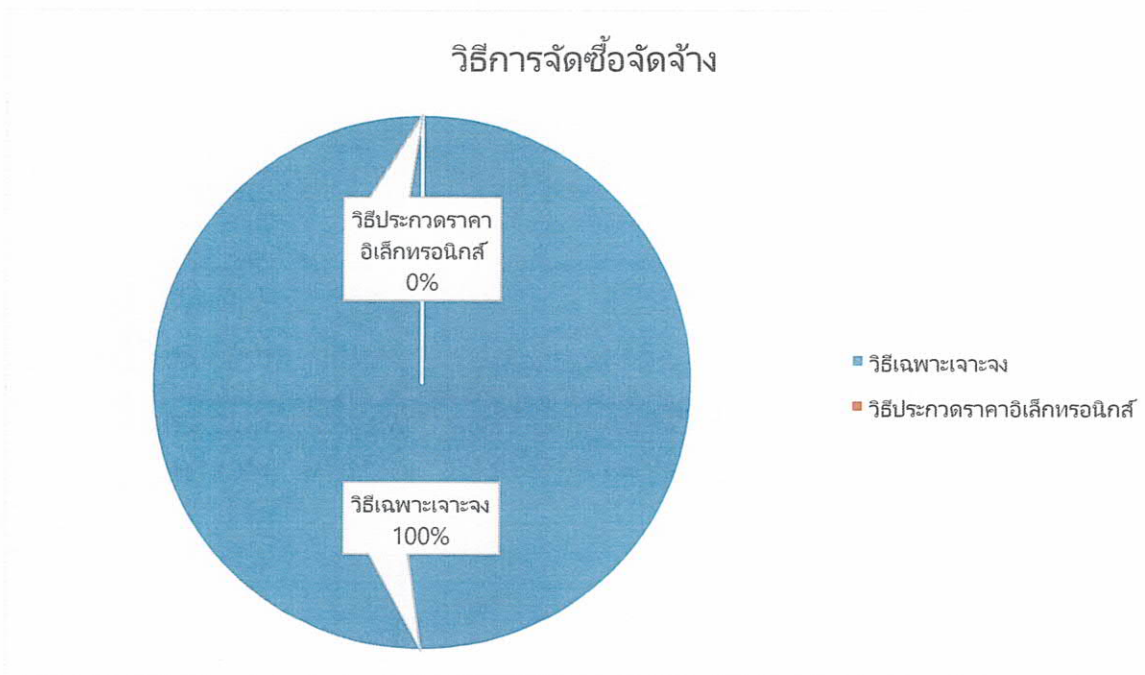 วิธีการจัดซื้อจัดจ้าง
วิธีประกวดราคา
อิเล็กทรอนิกส์
0%
วิธีเฉพาะเจาะจง
100%
วิธีเฉพาะเจาะจง
วิธีประกวดราคาอิเล็กทรอนิกส์